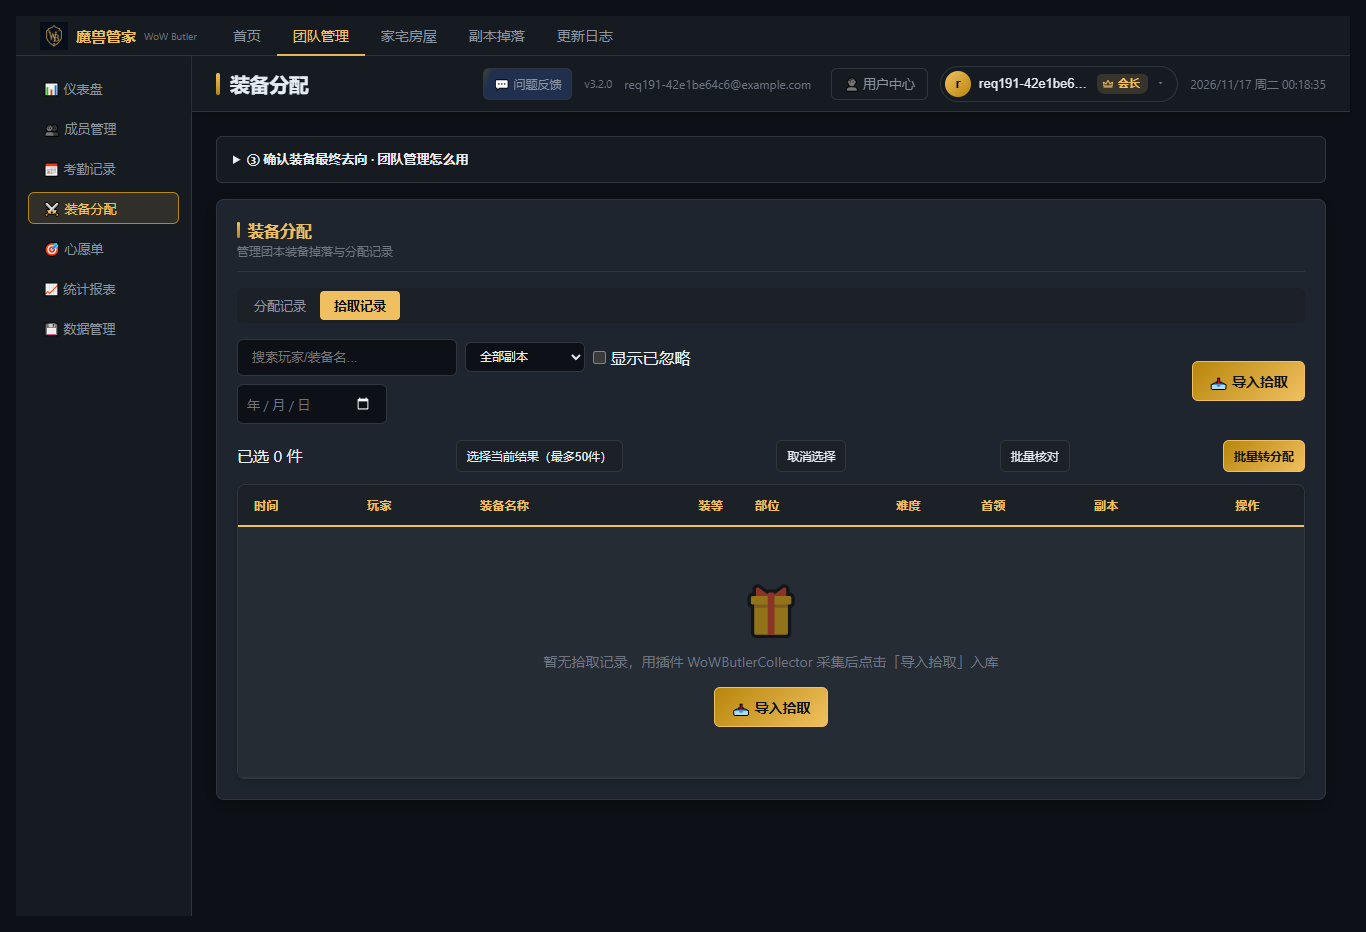 魔兽管家 WoW Butler 首页 团队管理 家宅房屋 副本掉落 更新日志
仪表盘
成员管理
考勤记录
装备分配
心愿单
统计报表
数据管理
装备分配 问题反馈 v3.2.0 req191-42e1be64c6@example.com 用户中心 r req191-42e1be6... 会长 2026/11/17 周二 00:18:35
▶ ③ 确认装备最终去向 · 团队管理怎么用
装备分配
管理团本装备掉落与分配记录
分配记录 拾取记录
搜索玩家/装备名... 全部副本 显示已忽略
年 / 月 / 日
导入拾取
已选 0 件 选择当前结果（最多50件） 取消选择 批量核对 批量转分配
时间 玩家 装备名称 装等 部位 难度 首领 副本 操作
暂无拾取记录，用插件 WoWButlerCollector 采集后点击「导入拾取」入库
导入拾取